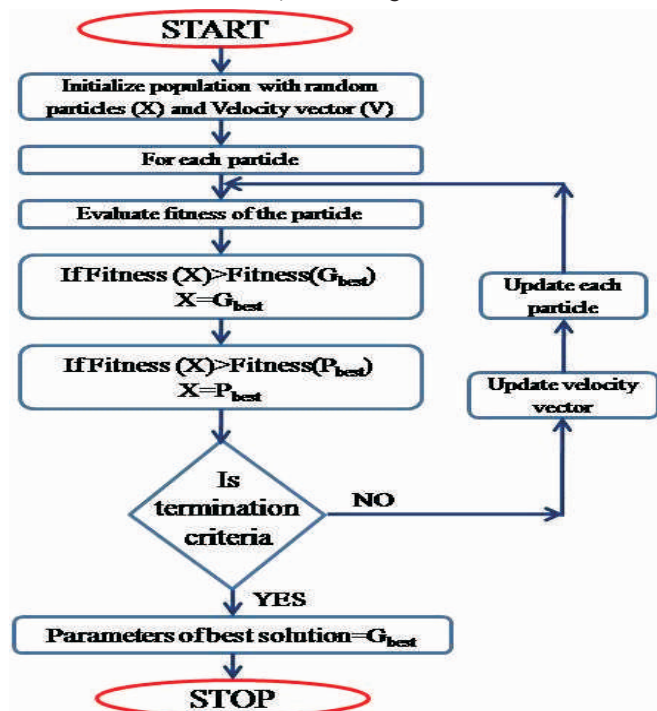 START
Initialize population with random
particles (X) and Velocity vector (V)
For each particle
Evaluate fitness of the particle
If Fitness (X)>Fitness(Gbest)
X=Gbest
If Fitness (X)>Fitness(Pbest)
X=Pbest
Is
termination
criteria
NO
Update velocity
vector
Update each
particle
YES
Parameters of best solution=Gbest
STOP